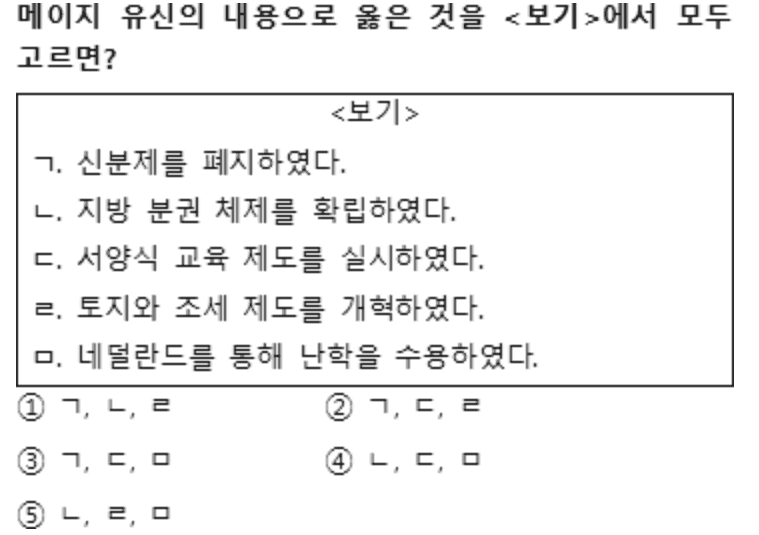 메이지 유신의 내용으로 옳은 것을 <보기>에서 모두
고르면?
<보기>
ㄱ. 신분제를 폐지하였다.
ㄴ. 지방 분권 체제를 확립하였다.
ㄷ. 서양식 교육 제도를 실시하였다.
ㄹ. 토지와 조세 제도를 개혁하였다.
ㅁ. 네덜란드를 통해 난학을 수용하였다.
① ㄱ, ㄴ, ㄹ ② ㄱ, ㄷ, ㄹ
③ ㄱ, ㄷ, ㅁ ④ ㄴ, ㄷ, ㅁ
⑤ ㄴ, ㄹ, ㅁ